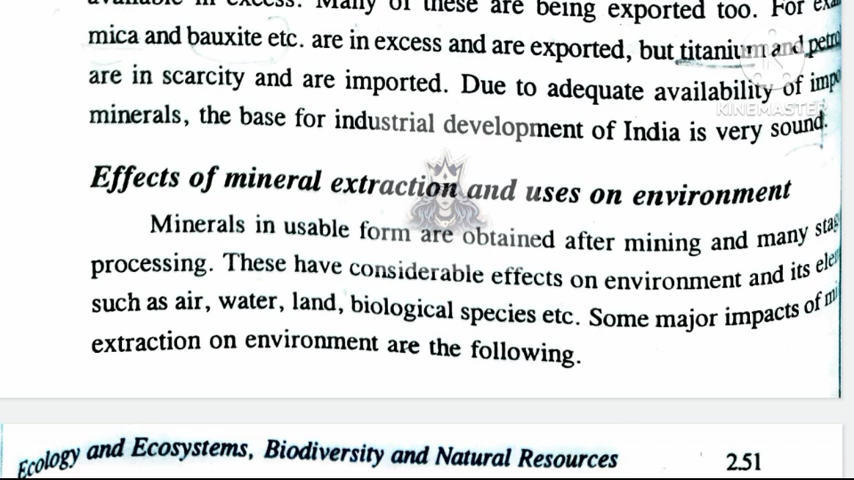 in excess. Many of these are being exported too. For
mica and bauxite etc. are in excess and are exported, but titanium and
are in scarcity and are imported. Due to adequate availability of
minerals, the base for industrial development of India is very sound.
KINEMASTER
Effects of mineral extraction and uses on environment
Minerals in usable form are obtained after mining and many
processing. These have considerable effects on environment and its
such as air, water, land, biological species etc. Some major impacts of
extraction on environment are the following.
Ecology and Ecosystems, Biodiversity and Natural Resources 2.51